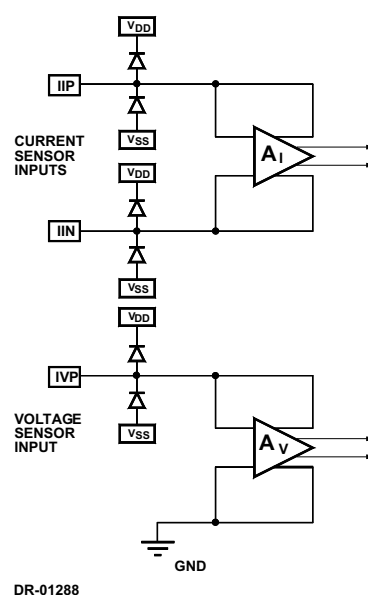 VDD
IIP
VSS
CURRENT
SENSOR
INPUTS
AI
VDD
IIN
VSS
VDD
IVP
VSS
VOLTAGE
SENSOR
INPUT
AV
GND
DR-01288